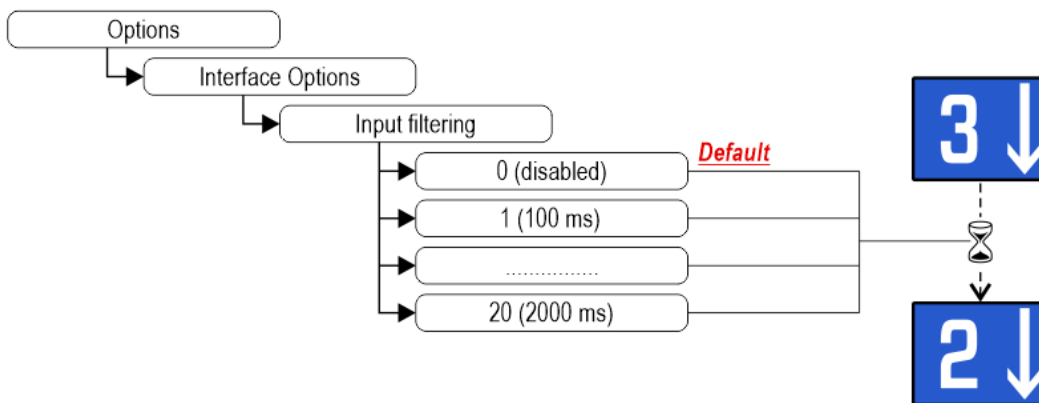 Options
Interface Options
Input filtering
0 (disabled)
Default
1 (100 ms)
................
20 (2000 ms)
3
2